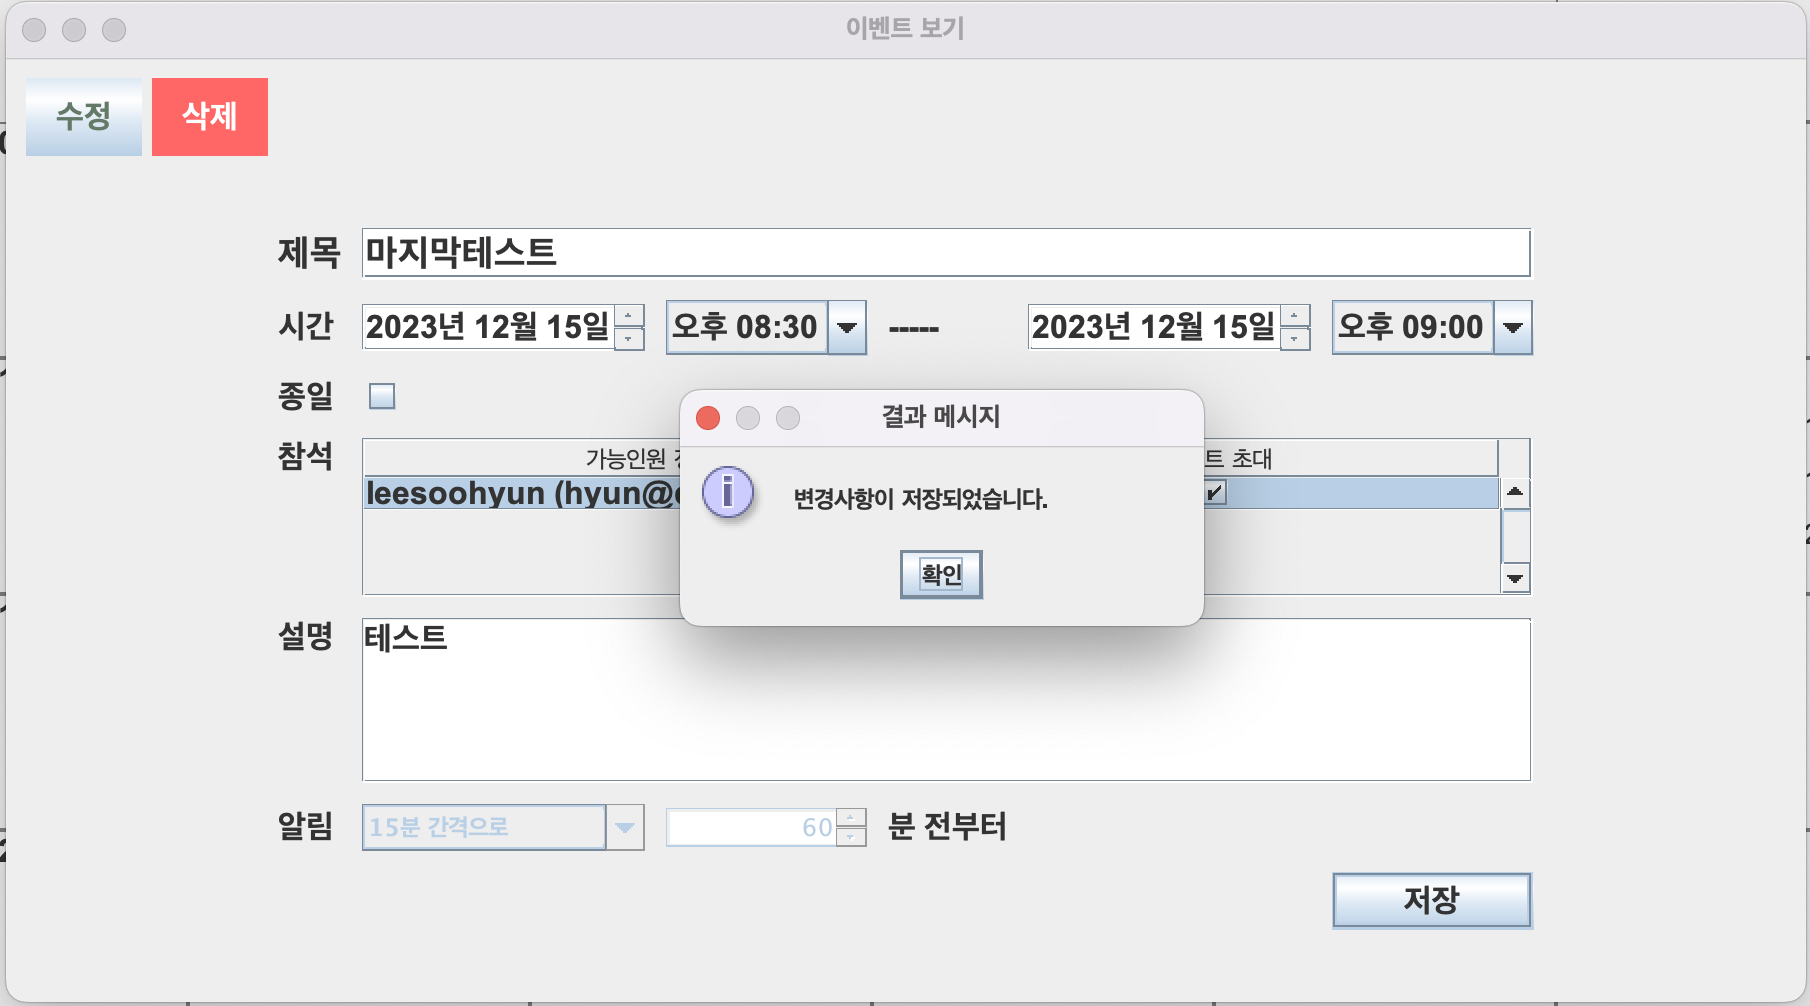 이벤트 보기
수정 삭제
제목 마지막테스트
시간 2023년 12월 15일 오후 08:30 ----- 2023년 12월 15일 오후 09:00
종일
결과 메시지
참석 가능인원 트 초대
leesoohyun (hyun@
변경사항이 저장되었습니다.
확인
설명 테스트
알림 15분 간격으로 60 분 전부터
저장